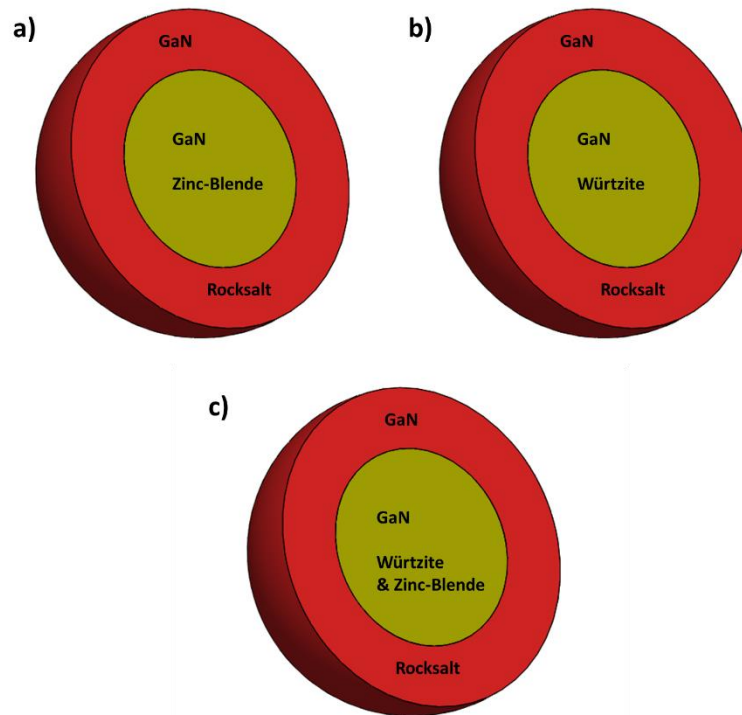 a)
GaN
GaN
Zinc-Blende
Rocksalt
b)
GaN
GaN
Würtzite
Rocksalt
c)
GaN
GaN
Würtzite
& Zinc-Blende
Rocksalt